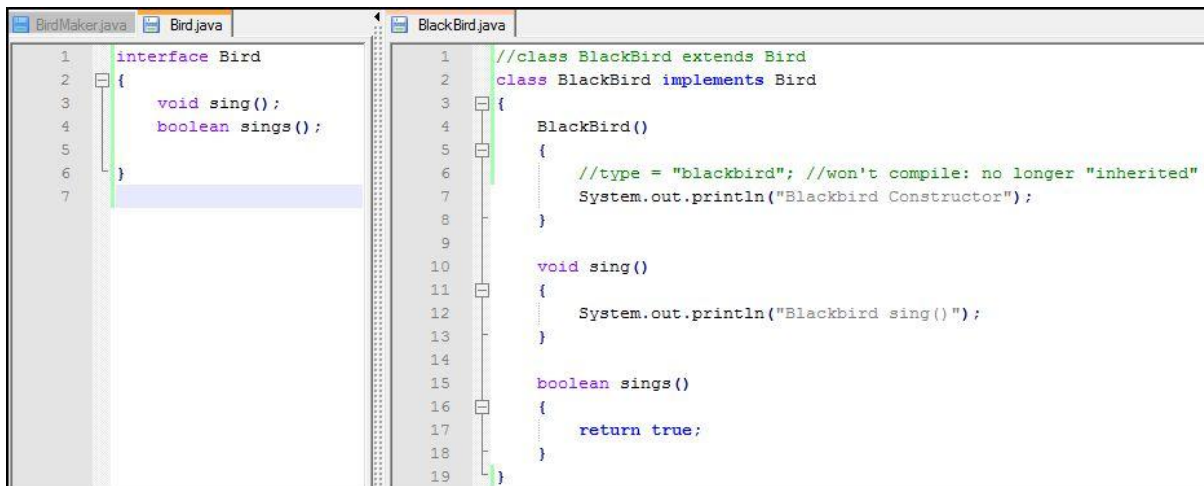 BirdMaker.java Bird.java
1 interface Bird
2 {
3 void sing();
4 boolean sings();
5
6 }
7
BlackBird.java
1 //class BlackBird extends Bird
2 class BlackBird implements Bird
3 {
4 BlackBird()
5 {
6 //type = "blackbird"; //won't compile: no longer "inherited"
7 System.out.println("Blackbird Constructor");
8 }
9
10 void sing()
11 {
12 System.out.println("Blackbird sing()");
13 }
14
15 boolean sings()
16 {
17 return true;
18 }
19 }